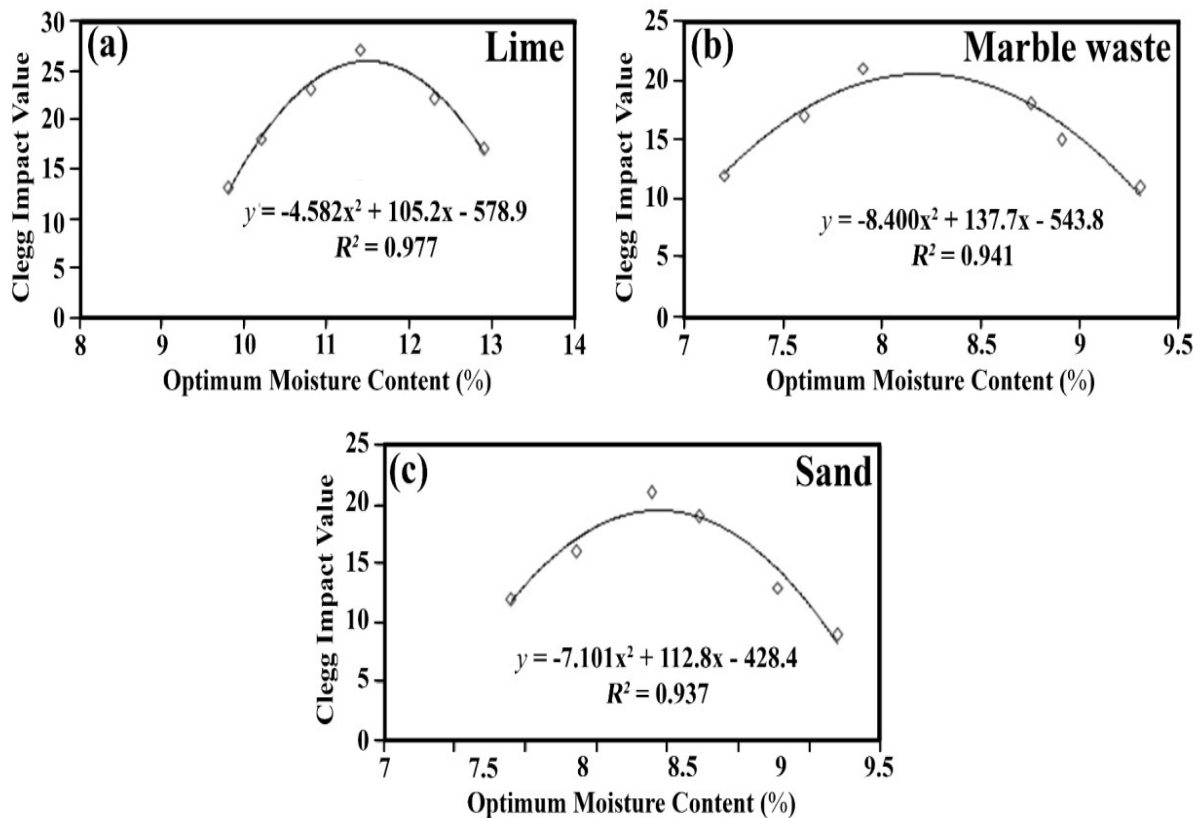 (a)
Lime
Clegg Impact Value
30
25
20
15
10
5
0
y = -4.582x² + 105.2x - 578.9
R² = 0.977
8 9 10 11 12 13 14
Optimum Moisture Content (%)
(b)
Marble waste
Clegg Impact Value
25
20
15
10
5
0
y = -8.400x² + 137.7x - 543.8
R² = 0.941
7 7.5 8 8.5 9 9.5
Optimum Moisture Content (%)
(c)
Sand
Clegg Impact Value
25
20
15
10
5
0
y = -7.101x² + 112.8x - 428.4
R² = 0.937
7 7.5 8 8.5 9 9.5
Optimum Moisture Content (%)